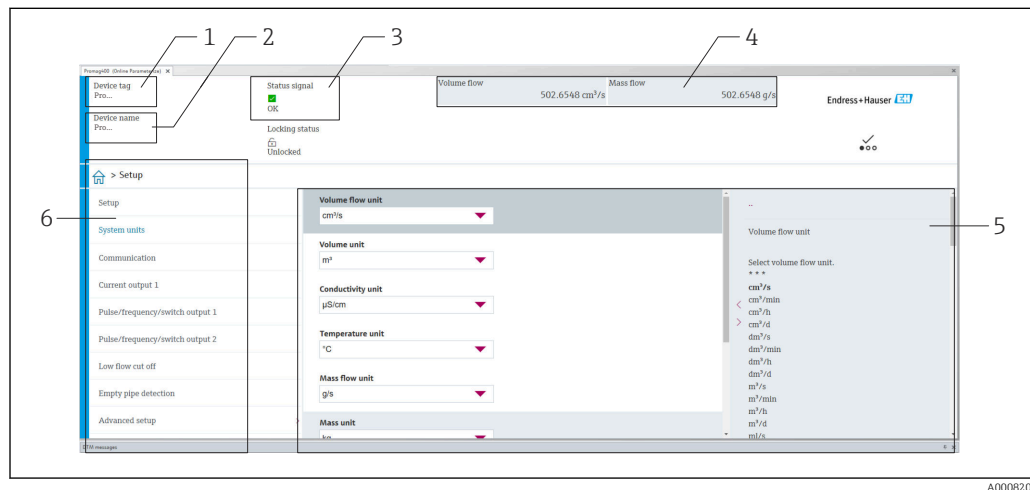 1
2
3
4
Promag400 (Online Parameterize) ×
Device tag
Pro...
Status signal
OK
Volume flow
502.6548 cm³/s
Mass flow
502.6548 g/s
Endress+Hauser EH
Device name
Pro...
Locking status
Unlocked
> Setup
6
5
Setup
System units
Communication
Current output 1
Pulse/frequency/switch output 1
Pulse/frequency/switch output 2
Low flow cut off
Empty pipe detection
Advanced setup
Volume flow unit
cm³/s
Volume unit
m³
Conductivity unit
µS/cm
Temperature unit
°C
Mass flow unit
g/s
Mass unit
kg
..
Volume flow unit
Select volume flow unit.
* * *
cm³/s
cm³/min
cm³/h
cm³/d
dm³/s
dm³/min
dm³/h
dm³/d
m³/s
m³/min
m³/h
m³/d
ml/s
DTM messages
A000820